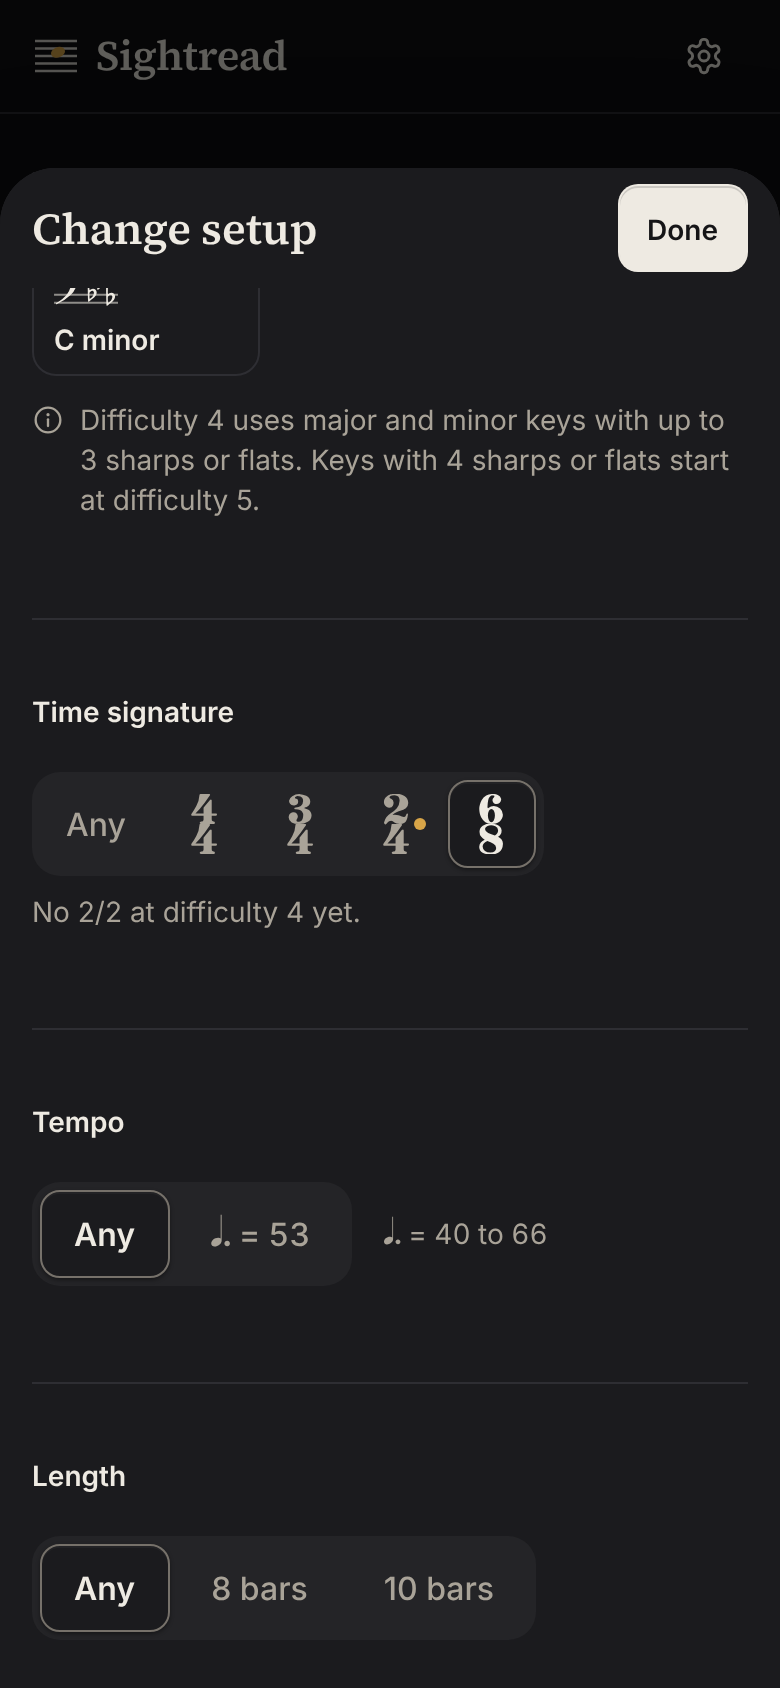 Sightread
Change setup
Done
C minor
Difficulty 4 uses major and minor keys with up to
3 sharps or flats. Keys with 4 sharps or flats start
at difficulty 5.
Time signature
Any 4/4 3/4 2/4 6/8
No 2/2 at difficulty 4 yet.
Tempo
Any ♩. = 53 ♩. = 40 to 66
Length
Any 8 bars 10 bars